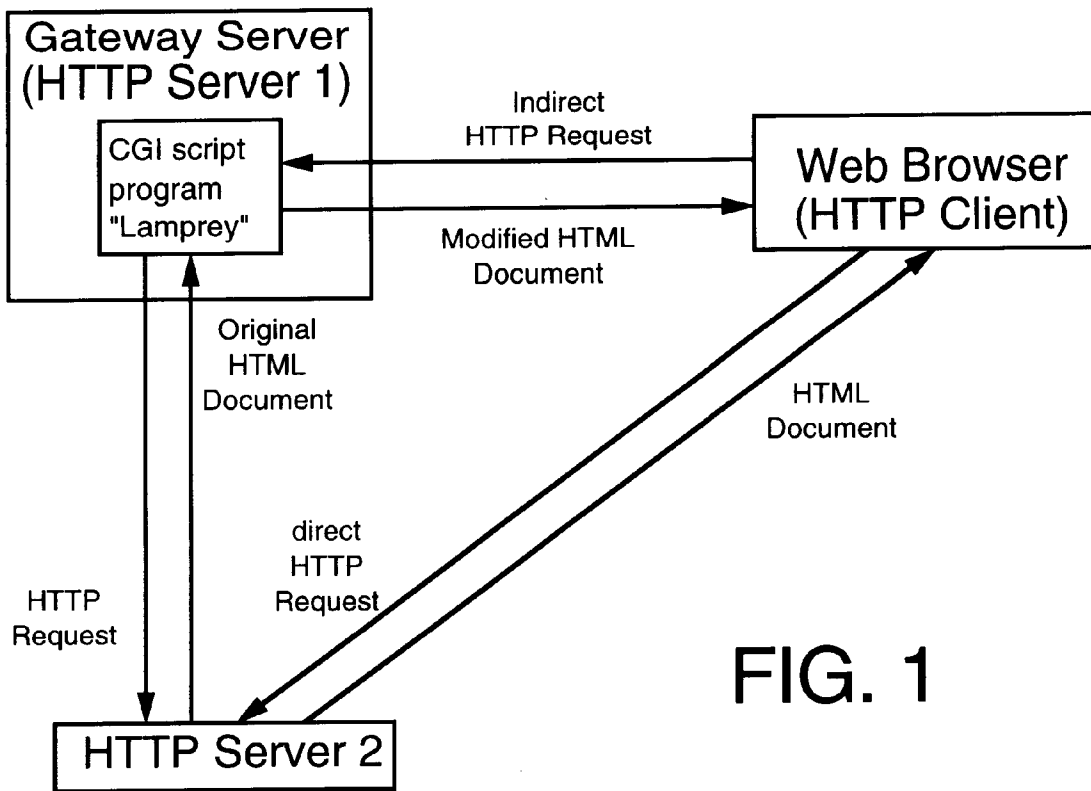 Gateway Server
(HTTP Server 1)
CGI script
program
"Lamprey"
Indirect
HTTP Request
Modified HTML
Document
Web Browser
(HTTP Client)
Original
HTML
Document
HTML
Document
direct
HTTP
Request
HTTP
Request
HTTP Server 2
FIG. 1